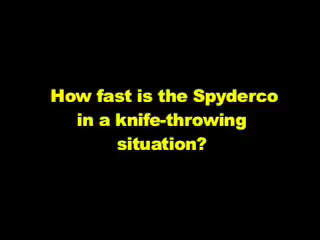 How fast is the Spyderco
in a knife-throwing
situation?